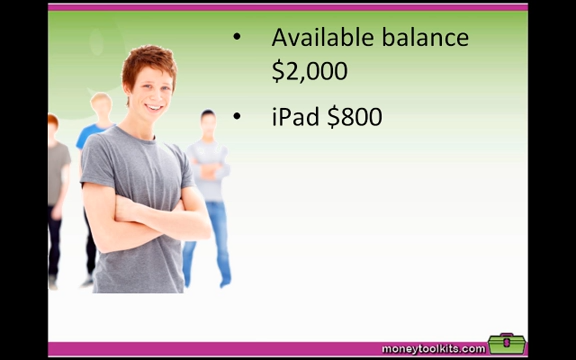 • Available balance
$2,000
• iPad $800
moneytoolkits.com